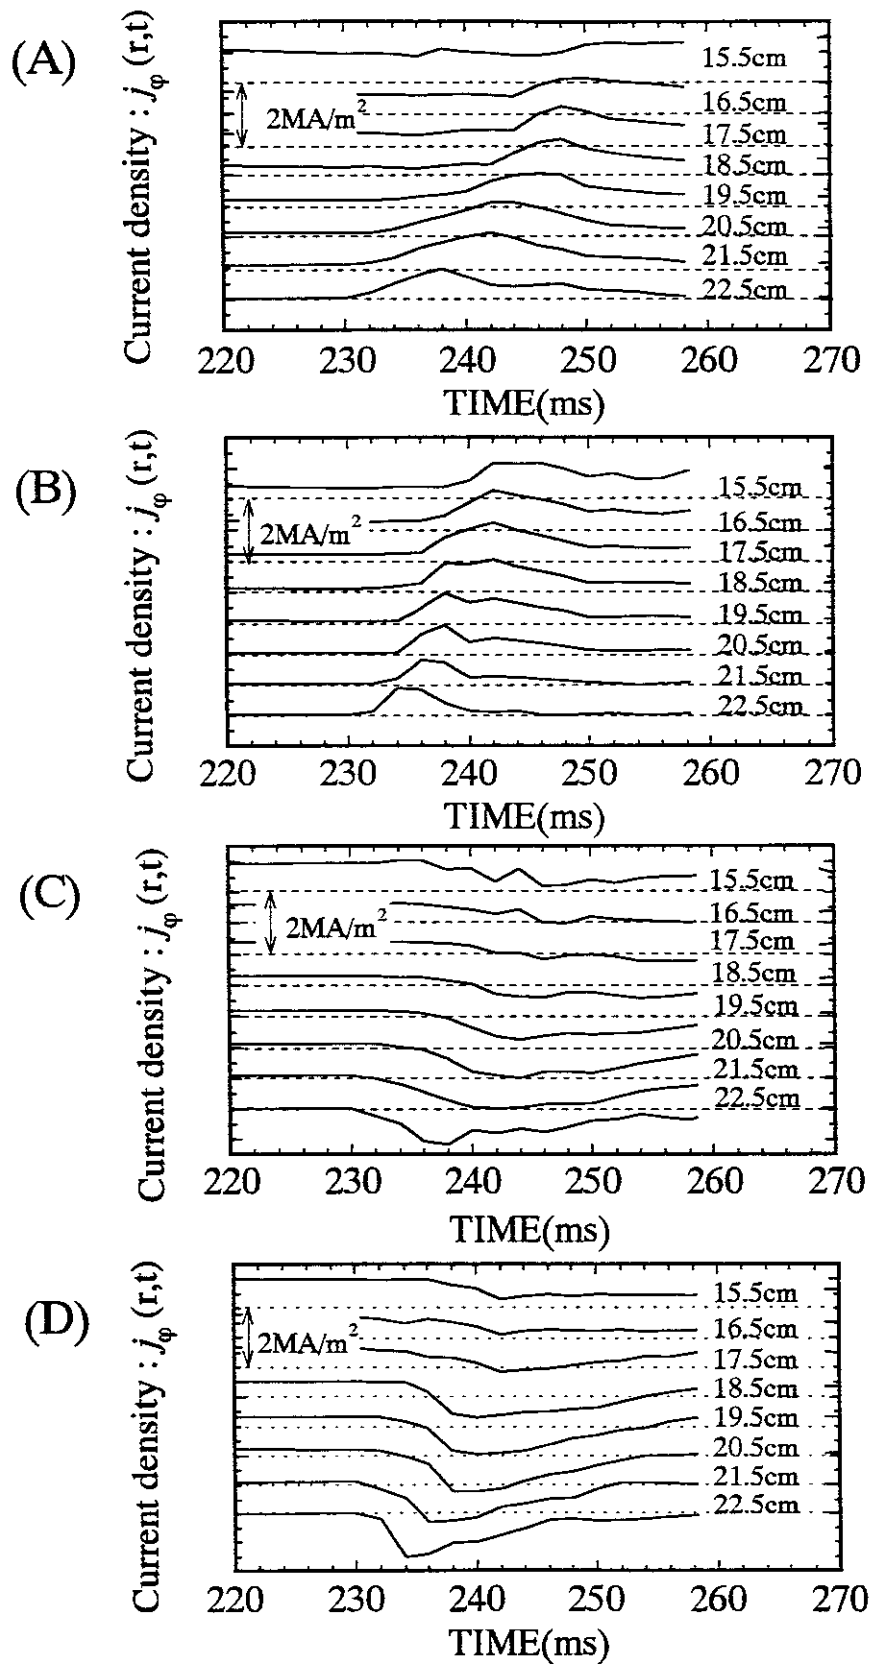 (A)
Current density : jφ (r,t)
2MA/m²
15.5cm
16.5cm
17.5cm
18.5cm
19.5cm
20.5cm
21.5cm
22.5cm
220 230 240 250 260 270
TIME(ms)
(B)
Current density : jφ (r,t)
2MA/m²
15.5cm
16.5cm
17.5cm
18.5cm
19.5cm
20.5cm
21.5cm
22.5cm
220 230 240 250 260 270
TIME(ms)
(C)
Current density : jφ (r,t)
2MA/m²
15.5cm
16.5cm
17.5cm
18.5cm
19.5cm
20.5cm
21.5cm
22.5cm
220 230 240 250 260 270
TIME(ms)
(D)
Current density : jφ (r,t)
2MA/m²
15.5cm
16.5cm
17.5cm
18.5cm
19.5cm
20.5cm
21.5cm
22.5cm
220 230 240 250 260 270
TIME(ms)